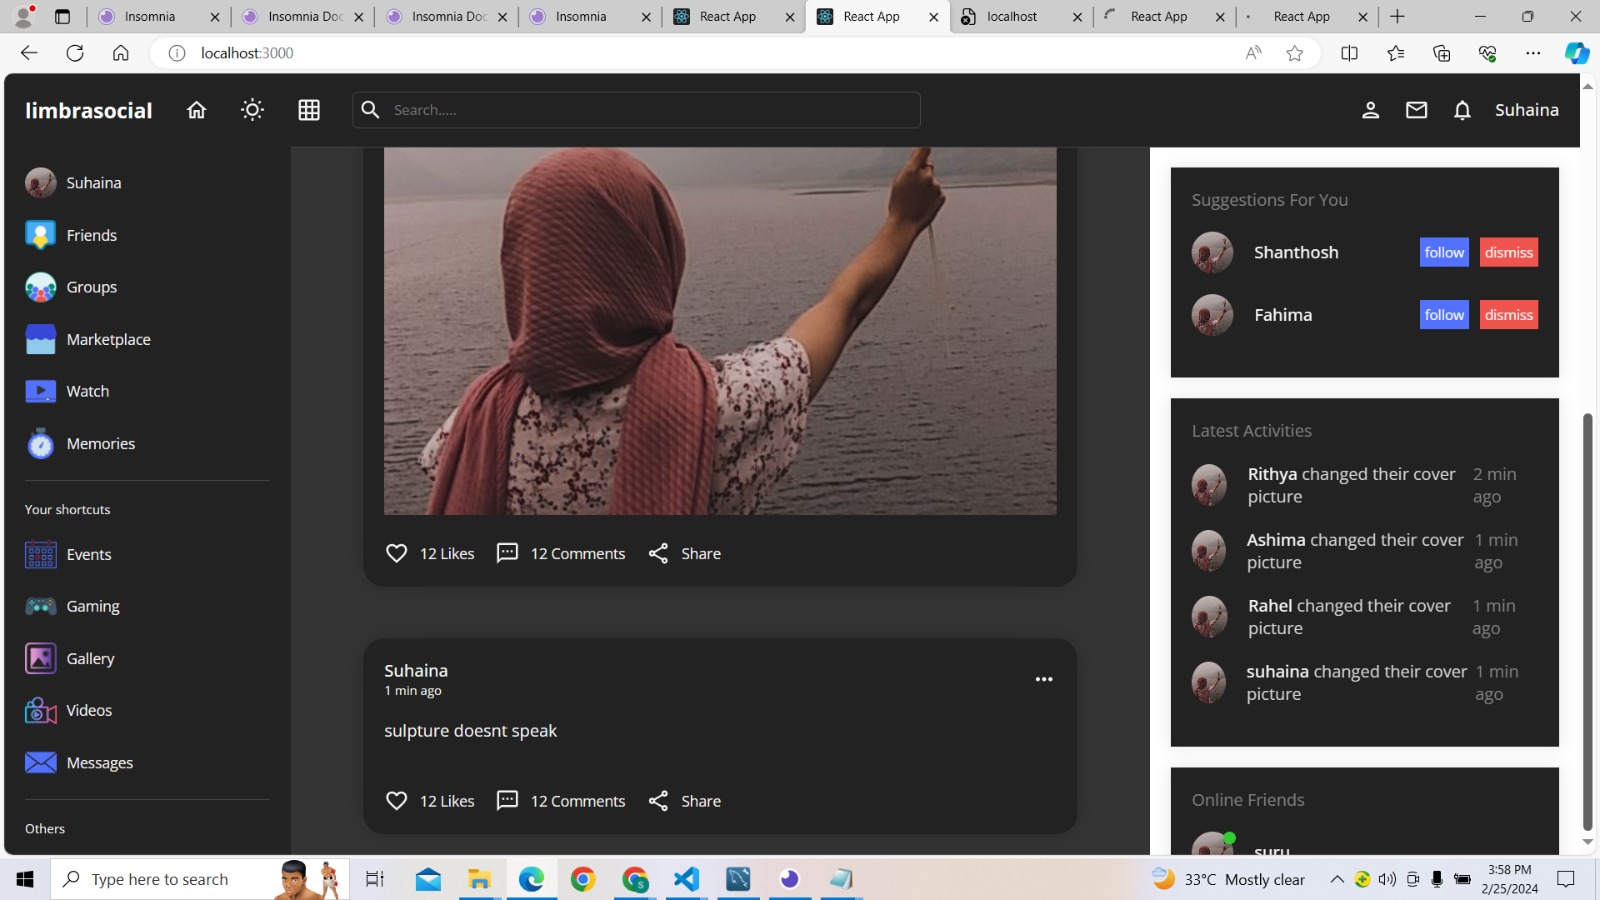 Insomnia
Insomnia Doc
Insomnia Doc
Insomnia
React App
React App
localhost
React App
React App
localhost:3000
limbrasocial
Search.....
Suhaina
Suhaina
Friends
Groups
Marketplace
Watch
Memories
Your shortcuts
Events
Gaming
Gallery
Videos
Messages
Others
12 Likes
12 Comments
Share
Suhaina
1 min ago
sulpture doesnt speak
12 Likes
12 Comments
Share
Suggestions For You
Shanthosh
follow
dismiss
Fahima
follow
dismiss
Latest Activities
Rithya changed their cover
picture
2 min
ago
Ashima changed their cover
picture
1 min
ago
Rahel changed their cover
picture
1 min
ago
suhaina changed their cover
picture
1 min
ago
Online Friends
suru
Type here to search
33°C Mostly clear
3:58 PM
2/25/2024